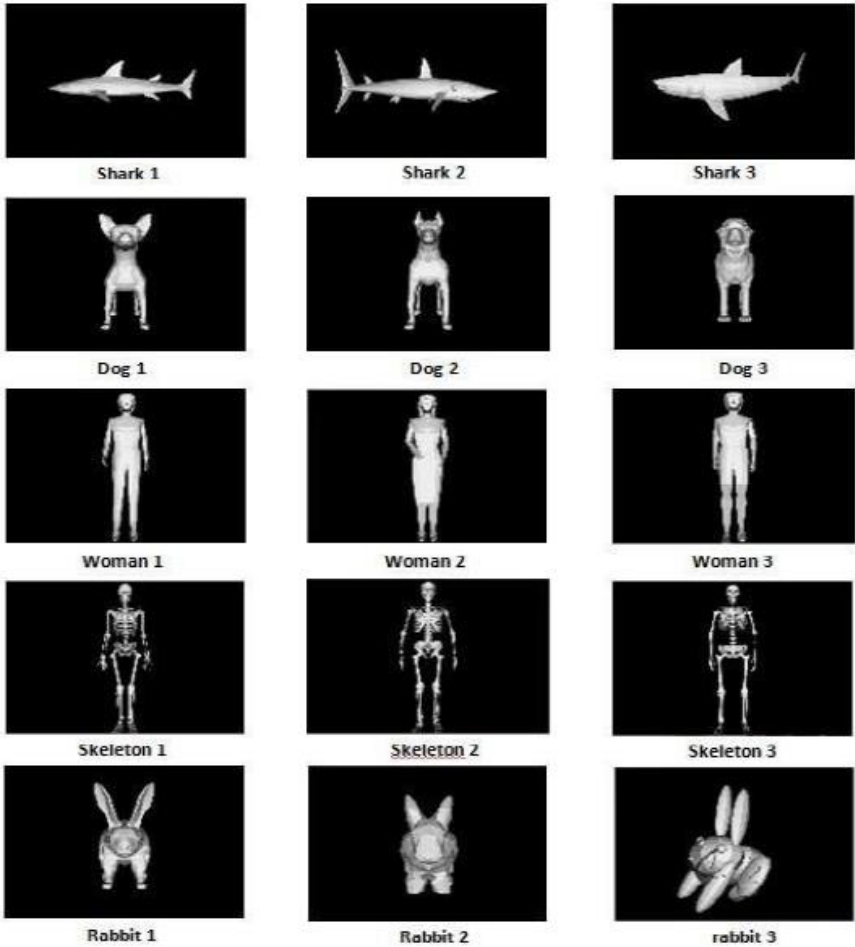 Shark 1 Shark 2 Shark 3
Dog 1 Dog 2 Dog 3
Woman 1 Woman 2 Woman 3
Skeleton 1 Skeleton 2 Skeleton 3
Rabbit 1 Rabbit 2 rabbit 3